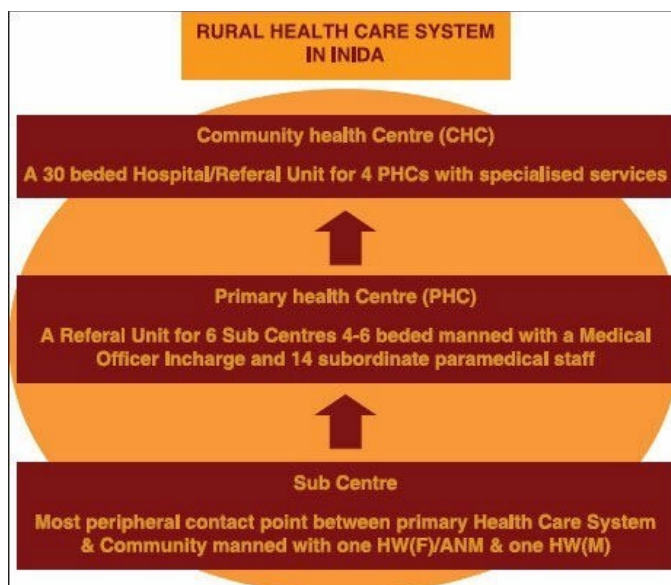 RURAL HEALTH CARE SYSTEM
IN INIDA
Community health Centre (CHC)
A 30 beded Hospital/Referal Unit for 4 PHCs with specialised services
Primary health Centre (PHC)
A Referal Unit for 6 Sub Centres 4-6 beded manned with a Medical
Officer Incharge and 14 subordinate paramedical staff
Sub Centre
Most peripheral contact point between primary Health Care System
& Community manned with one HW(F)/ANM & one HW(M)